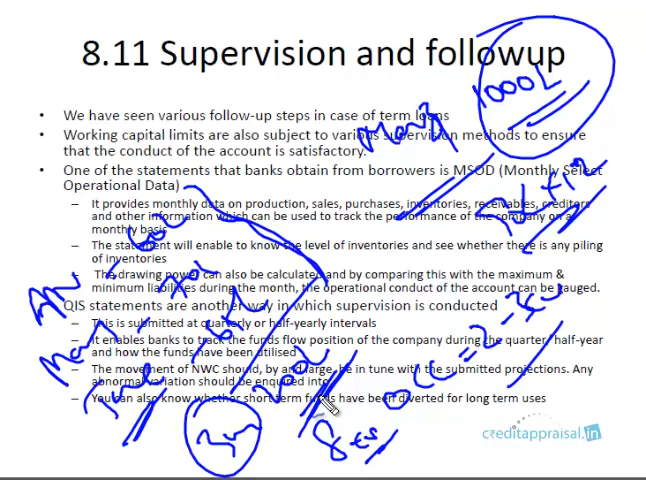 8.11 Supervision and followup
• We have seen various follow-up steps in case of term loans
• Working capital limits are also subject to various supervision methods to ensure
that the conduct of the account is satisfactory.
• One of the statements that banks obtain from borrowers is MSOD (Monthly Select
Operational Data)
– It provides monthly data on production, sales, purchases, inventories, receivables, creditors
and other information which can be used to track the performance of the company on a
monthly basis
– The statement will enable to know the level of inventories and see whether there is any piling
of inventories
– The drawing power can also be calculated and by comparing this with the maximum &
minimum liabilities during the month, the operational conduct of the account can be gauged.
QIS statements are another way in which supervision is conducted
– This is submitted at quarterly or half-yearly intervals
– It enables banks to track the funds flow position of the company during the quarter, half-year
and how the funds have been utilised
– The movement of NWC should, by and large, be in tune with the submitted projections. Any
abnormal variation should be enquired into
– You can also know whether short term funds have been diverted for long term uses
1000L
creditappraisal.in